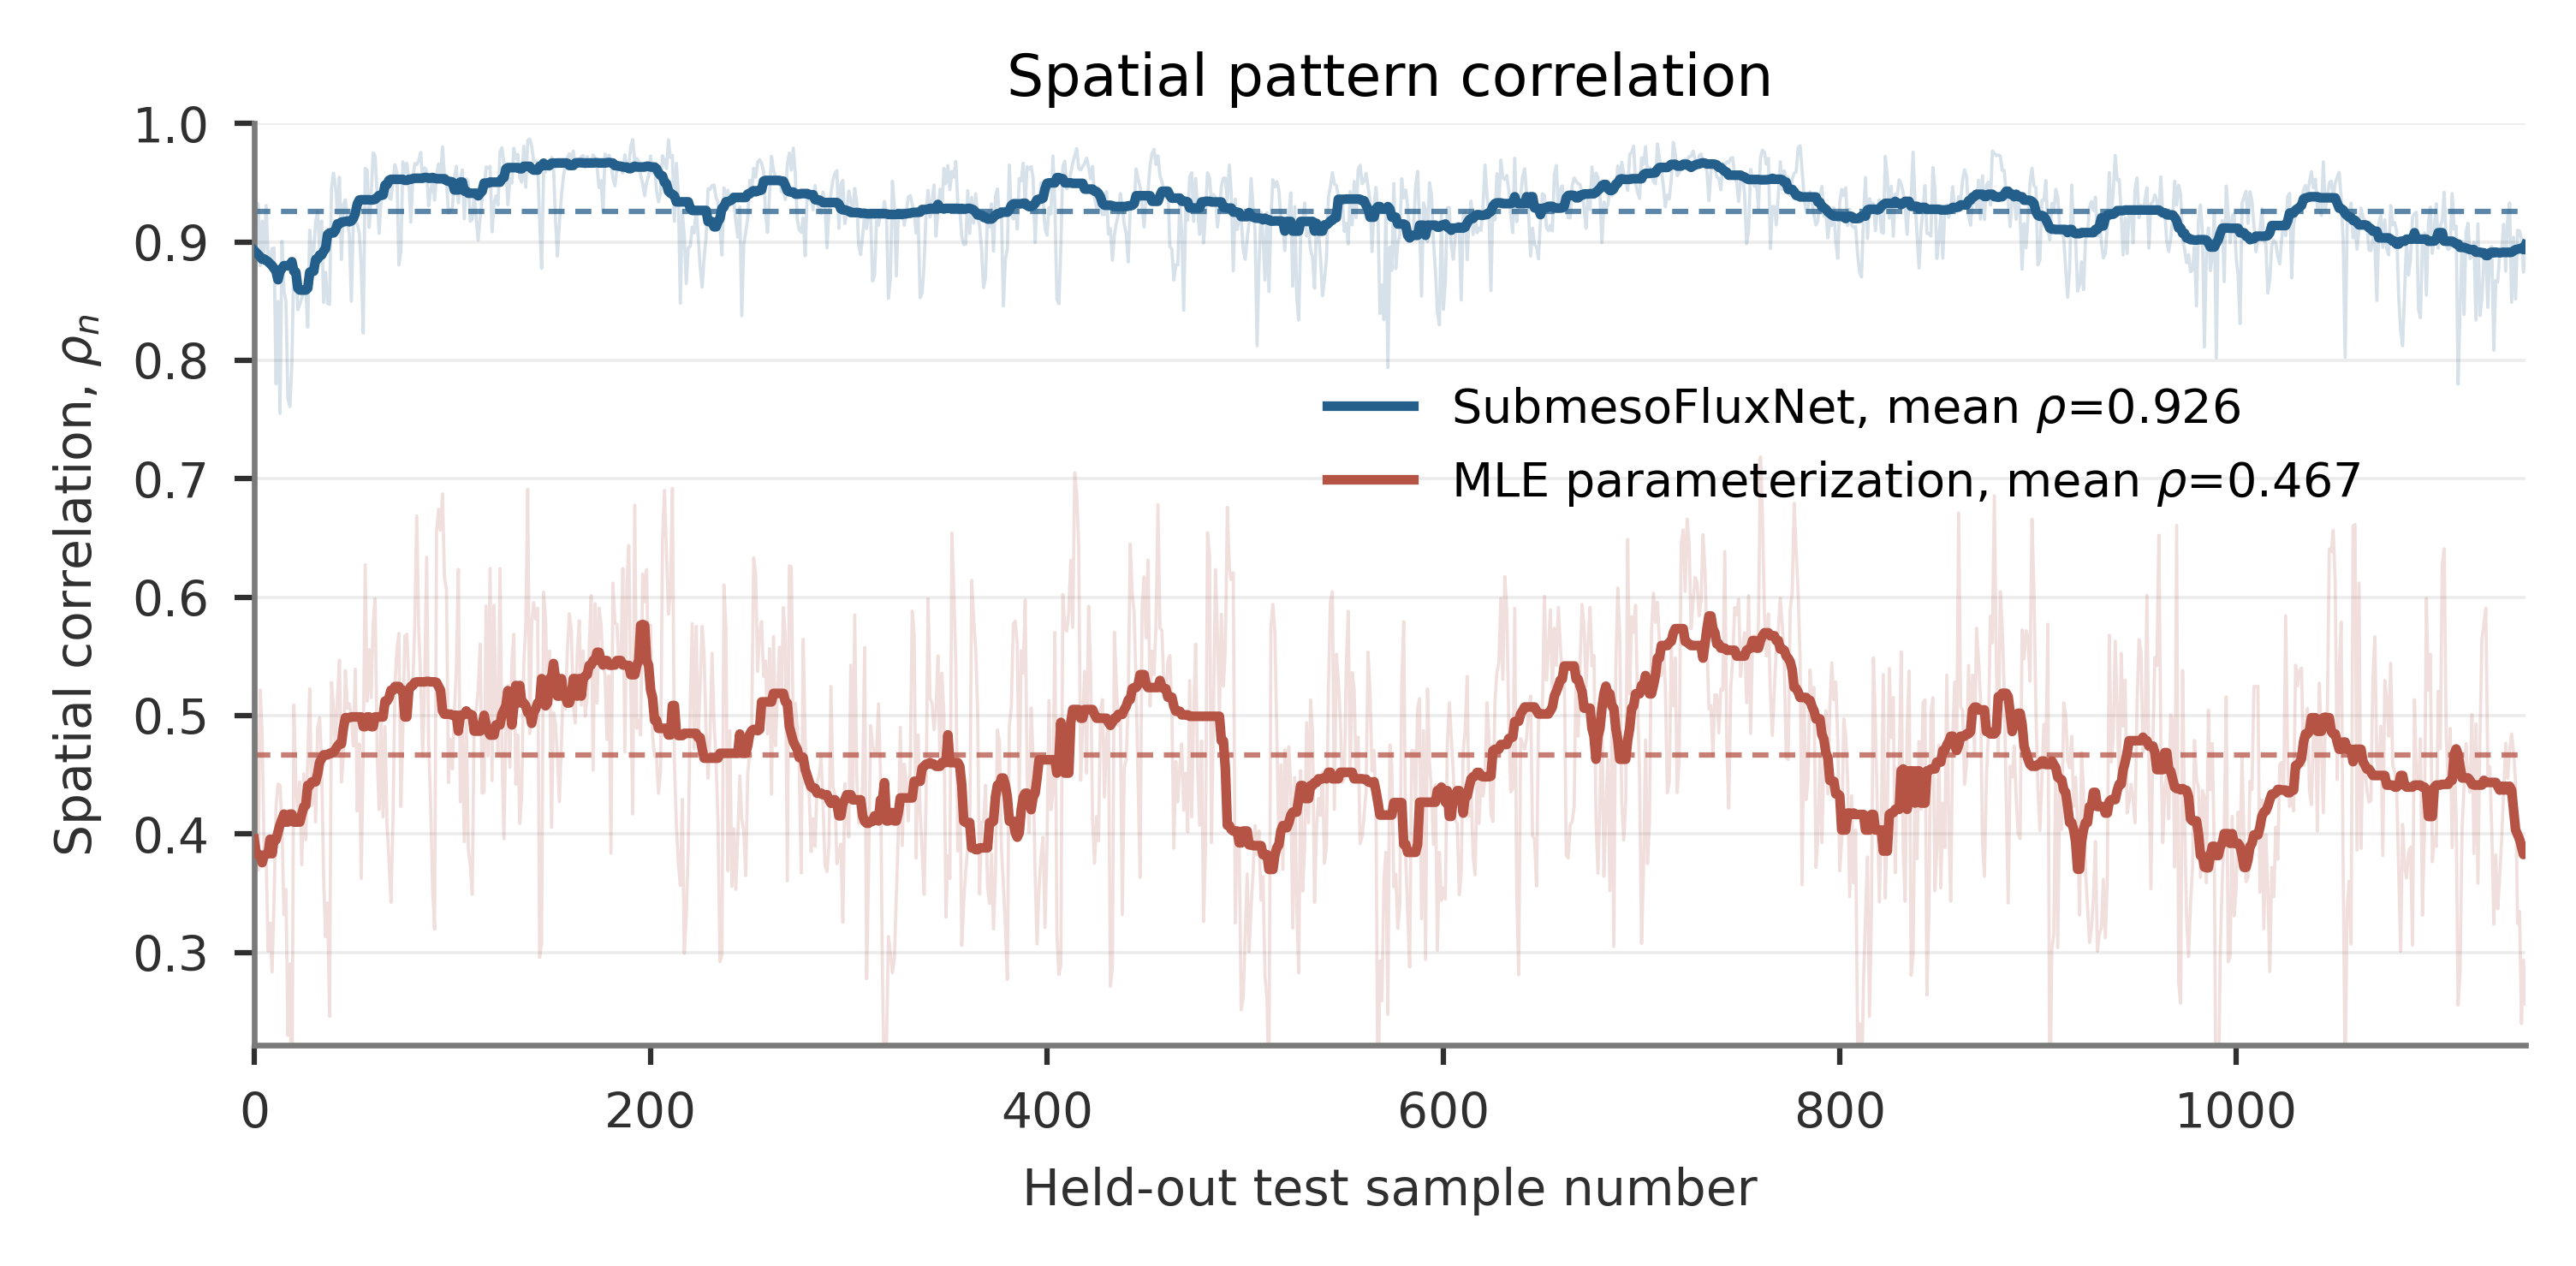 Spatial pattern correlation
1.0
0.9
0.8
0.7
0.6
0.5
0.4
0.3
Spatial correlation, ρn
SubmesoFluxNet, mean ρ=0.926
MLE parameterization, mean ρ=0.467
0 200 400 600 800 1000
Held-out test sample number